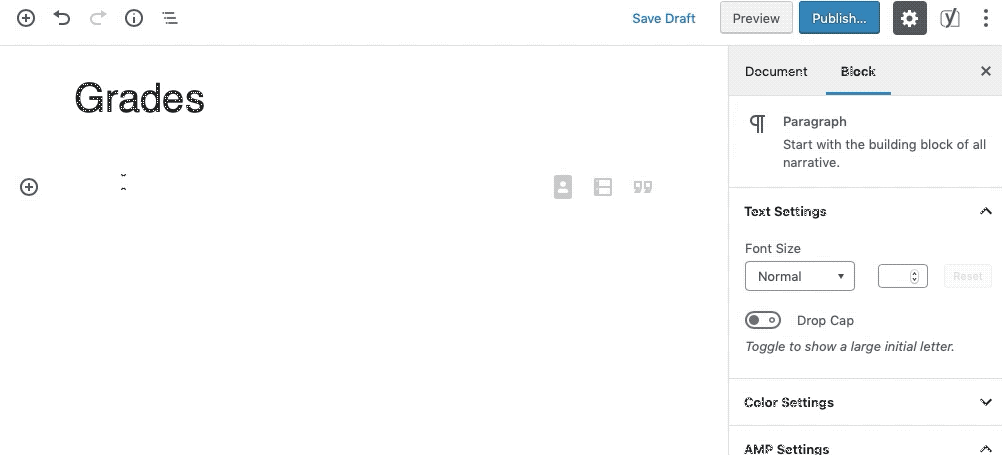 Save Draft
Preview
Publish...
Document
Block
Grades
Paragraph
Start with the building block of all
narrative.
Text Settings
Font Size
Normal
Reset
Drop Cap
Toggle to show a large initial letter.
Color Settings
AMP Settings